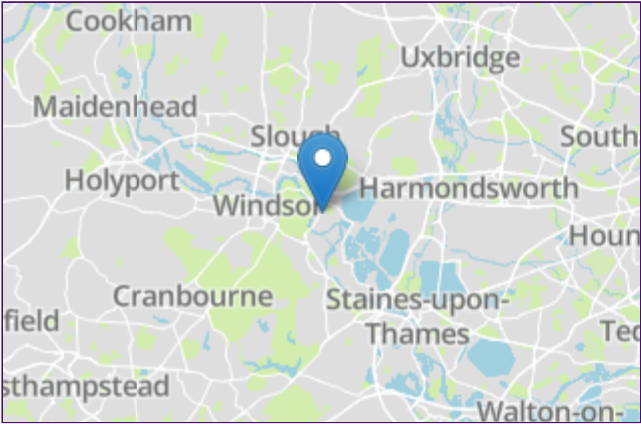 Cookham
Uxbridge
Maidenhead
Slough
South
Holyport
Harmondsworth
Windsor
Houn
Cranbourne
Staines-upon-
Thames
field
Ted
sthampstead
Walton-on-